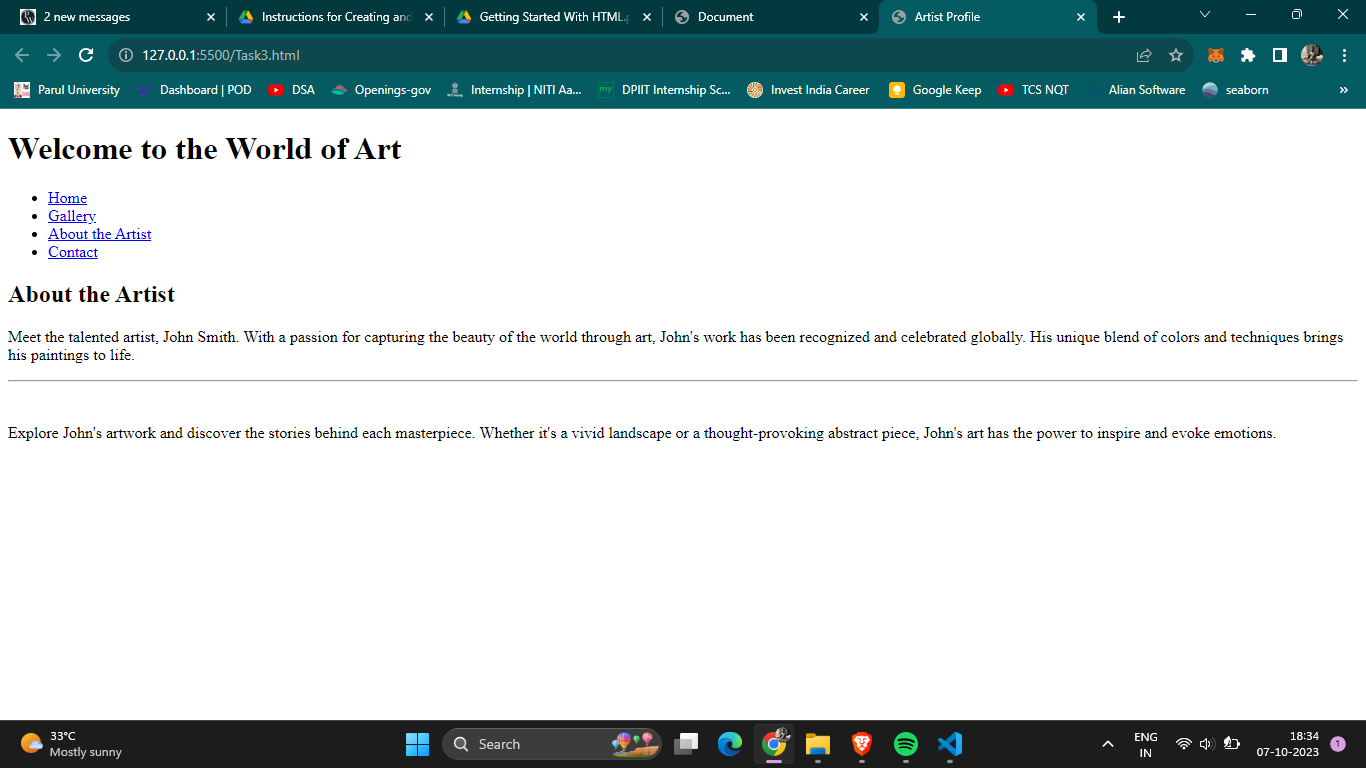 2 new messages
Instructions for Creating and
Getting Started With HTML.p
Document
Artist Profile
127.0.0.1:5500/Task3.html
Parul University
Dashboard | POD
DSA
Openings-gov
Internship | NITI Aa...
my
DPIIT Internship Sc...
Invest India Career
Google Keep
TCS NQT
Alian Software
seaborn
»
Welcome to the World of Art
• Home
• Gallery
• About the Artist
• Contact
About the Artist
Meet the talented artist, John Smith. With a passion for capturing the beauty of the world through art, John's work has been recognized and celebrated globally. His unique blend of colors and techniques brings
his paintings to life.
Explore John's artwork and discover the stories behind each masterpiece. Whether it's a vivid landscape or a thought-provoking abstract piece, John's art has the power to inspire and evoke emotions.
33°C
Mostly sunny
Search
ENG
IN
18:34
07-10-2023
1